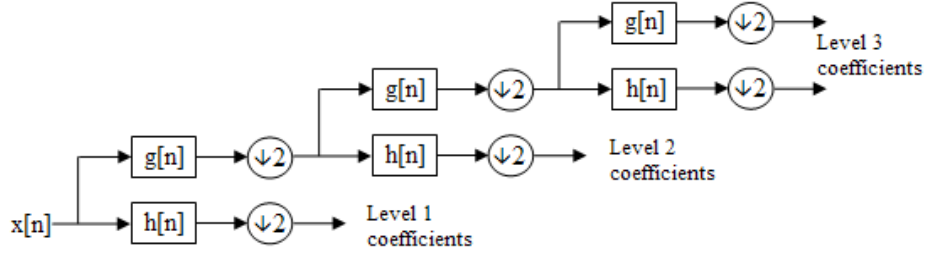 g[n]
↓2
Level 3
coefficients
g[n]
↓2
h[n]
↓2
g[n]
↓2
h[n]
↓2
Level 2
coefficients
x[n]
h[n]
↓2
Level 1
coefficients